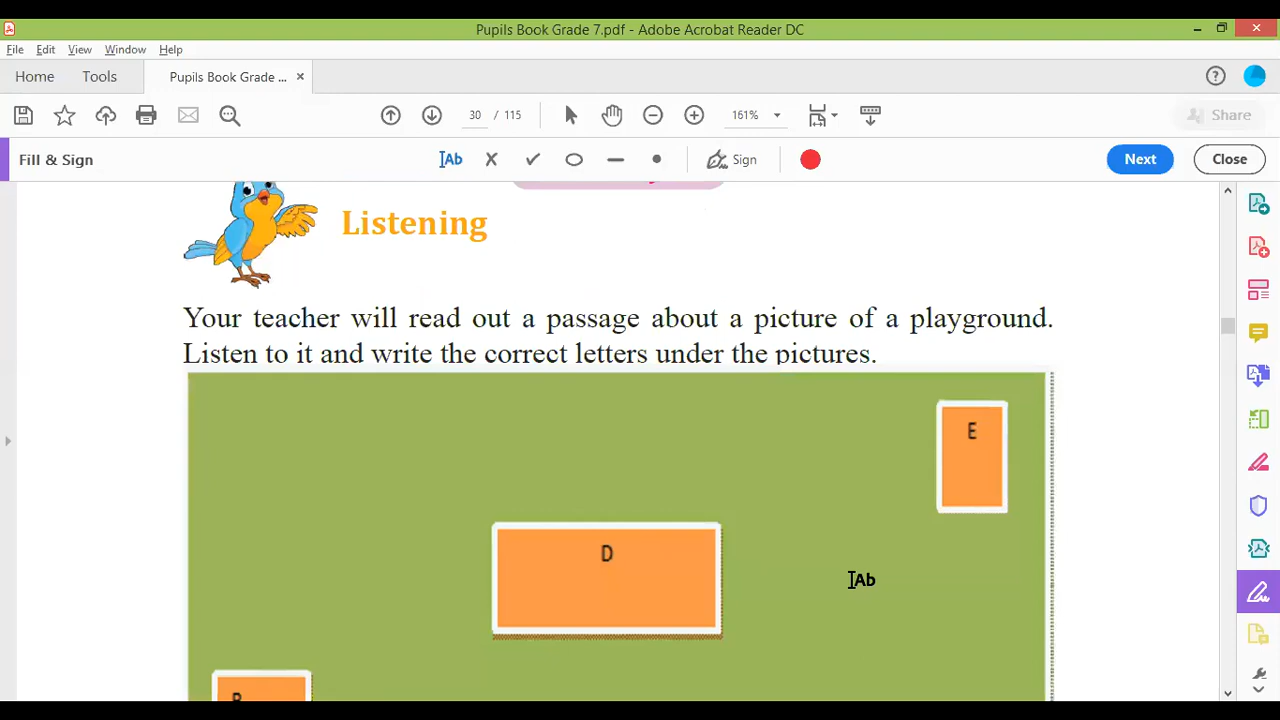 Pupils Book Grade 7.pdf - Adobe Acrobat Reader DC
File Edit View Window Help
Home Tools Pupils Book Grade ... ×
30 / 115 161% Share
Fill & Sign Ab Sign Next Close
Listening
Your teacher will read out a passage about a picture of a playground.
Listen to it and write the correct letters under the pictures.
E
D
Ab